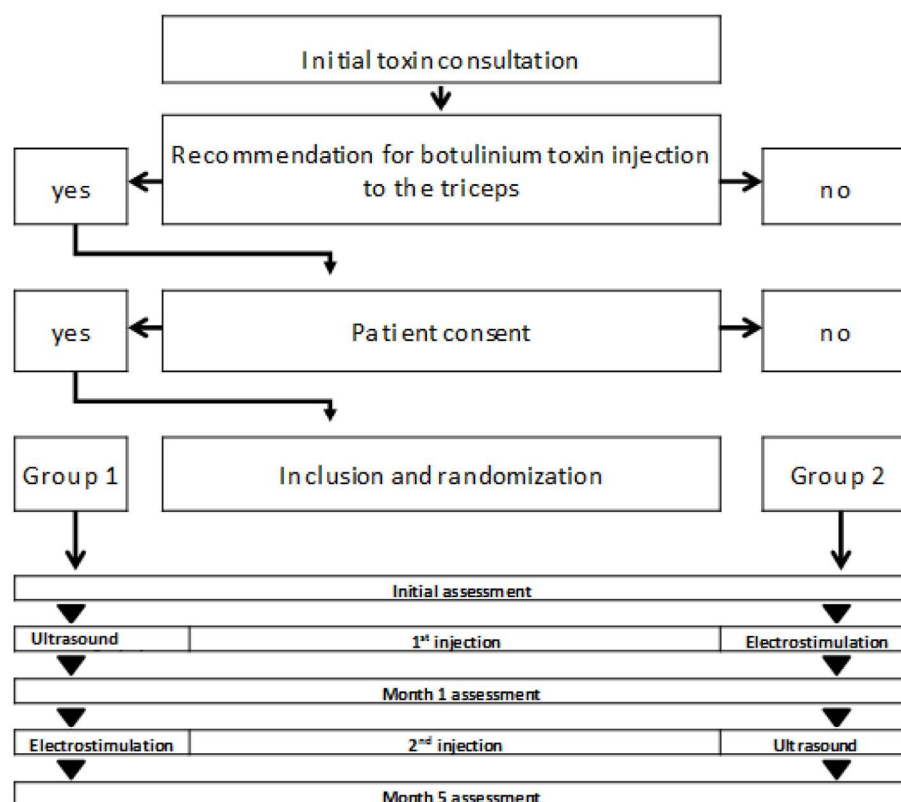 Initial toxin consultation
Recommendation for botulinium toxin injection
to the triceps
yes
no
yes
Patient consent
no
Group 1
Inclusion and randomization
Group 2
Initial assessment
Ultrasound
1st injection
Electrostimulation
Month 1 assessment
Electrostimulation
2nd injection
Ultrasound
Month 5 assessment